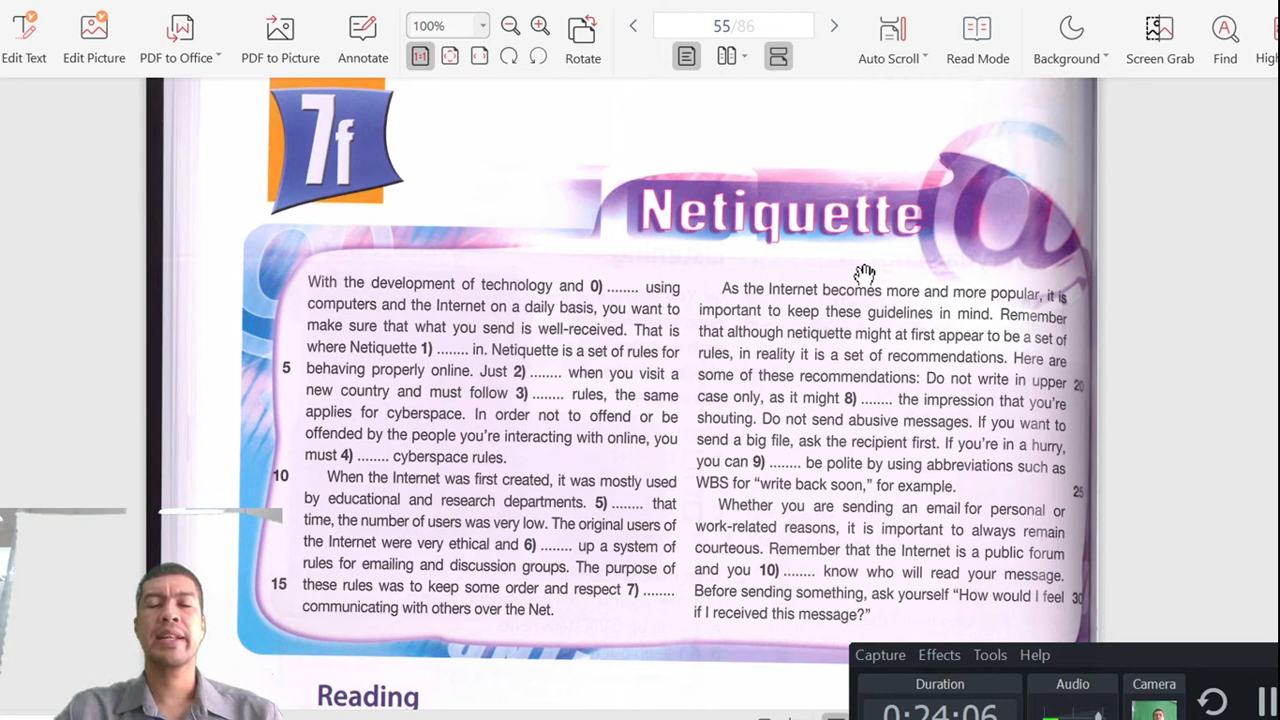 100%
55/86
Edit Text
Edit Picture
PDF to Office
PDF to Picture
Annotate
1:1
Rotate
Auto Scroll
Read Mode
Background
Screen Grab
Find
7f
Netiquette
With the development of technology and 0) ........ using
computers and the Internet on a daily basis, you want to
make sure that what you send is well-received. That is
where Netiquette 1) ........ in. Netiquette is a set of rules for
5 behaving properly online. Just 2) ........ when you visit a
new country and must follow 3) ........ rules, the same
applies for cyberspace. In order not to offend or be
offended by the people you're interacting with online, you
must 4) ........ cyberspace rules.
10 When the Internet was first created, it was mostly used
by educational and research departments. 5) ........ that
time, the number of users was very low. The original users of
the Internet were very ethical and 6) ........ up a system of
rules for emailing and discussion groups. The purpose of
15 these rules was to keep some order and respect 7) ........
communicating with others over the Net.
As the Internet becomes more and more popular, it is
important to keep these guidelines in mind. Remember
that although netiquette might at first appear to be a set of
rules, in reality it is a set of recommendations. Here are
some of these recommendations: Do not write in upper 20
case only, as it might 8) ........ the impression that you're
shouting. Do not send abusive messages. If you want to
send a big file, ask the recipient first. If you're in a hurry,
you can 9) ........ be polite by using abbreviations such as
WBS for "write back soon," for example. 25
Whether you are sending an email for personal or
work-related reasons, it is important to always remain
courteous. Remember that the Internet is a public forum
and you 10) ........ know who will read your message.
Before sending something, ask yourself "How would I feel 30
if I received this message?"
Reading
Capture Effects Tools Help
Duration
Audio
Camera
0:24:06